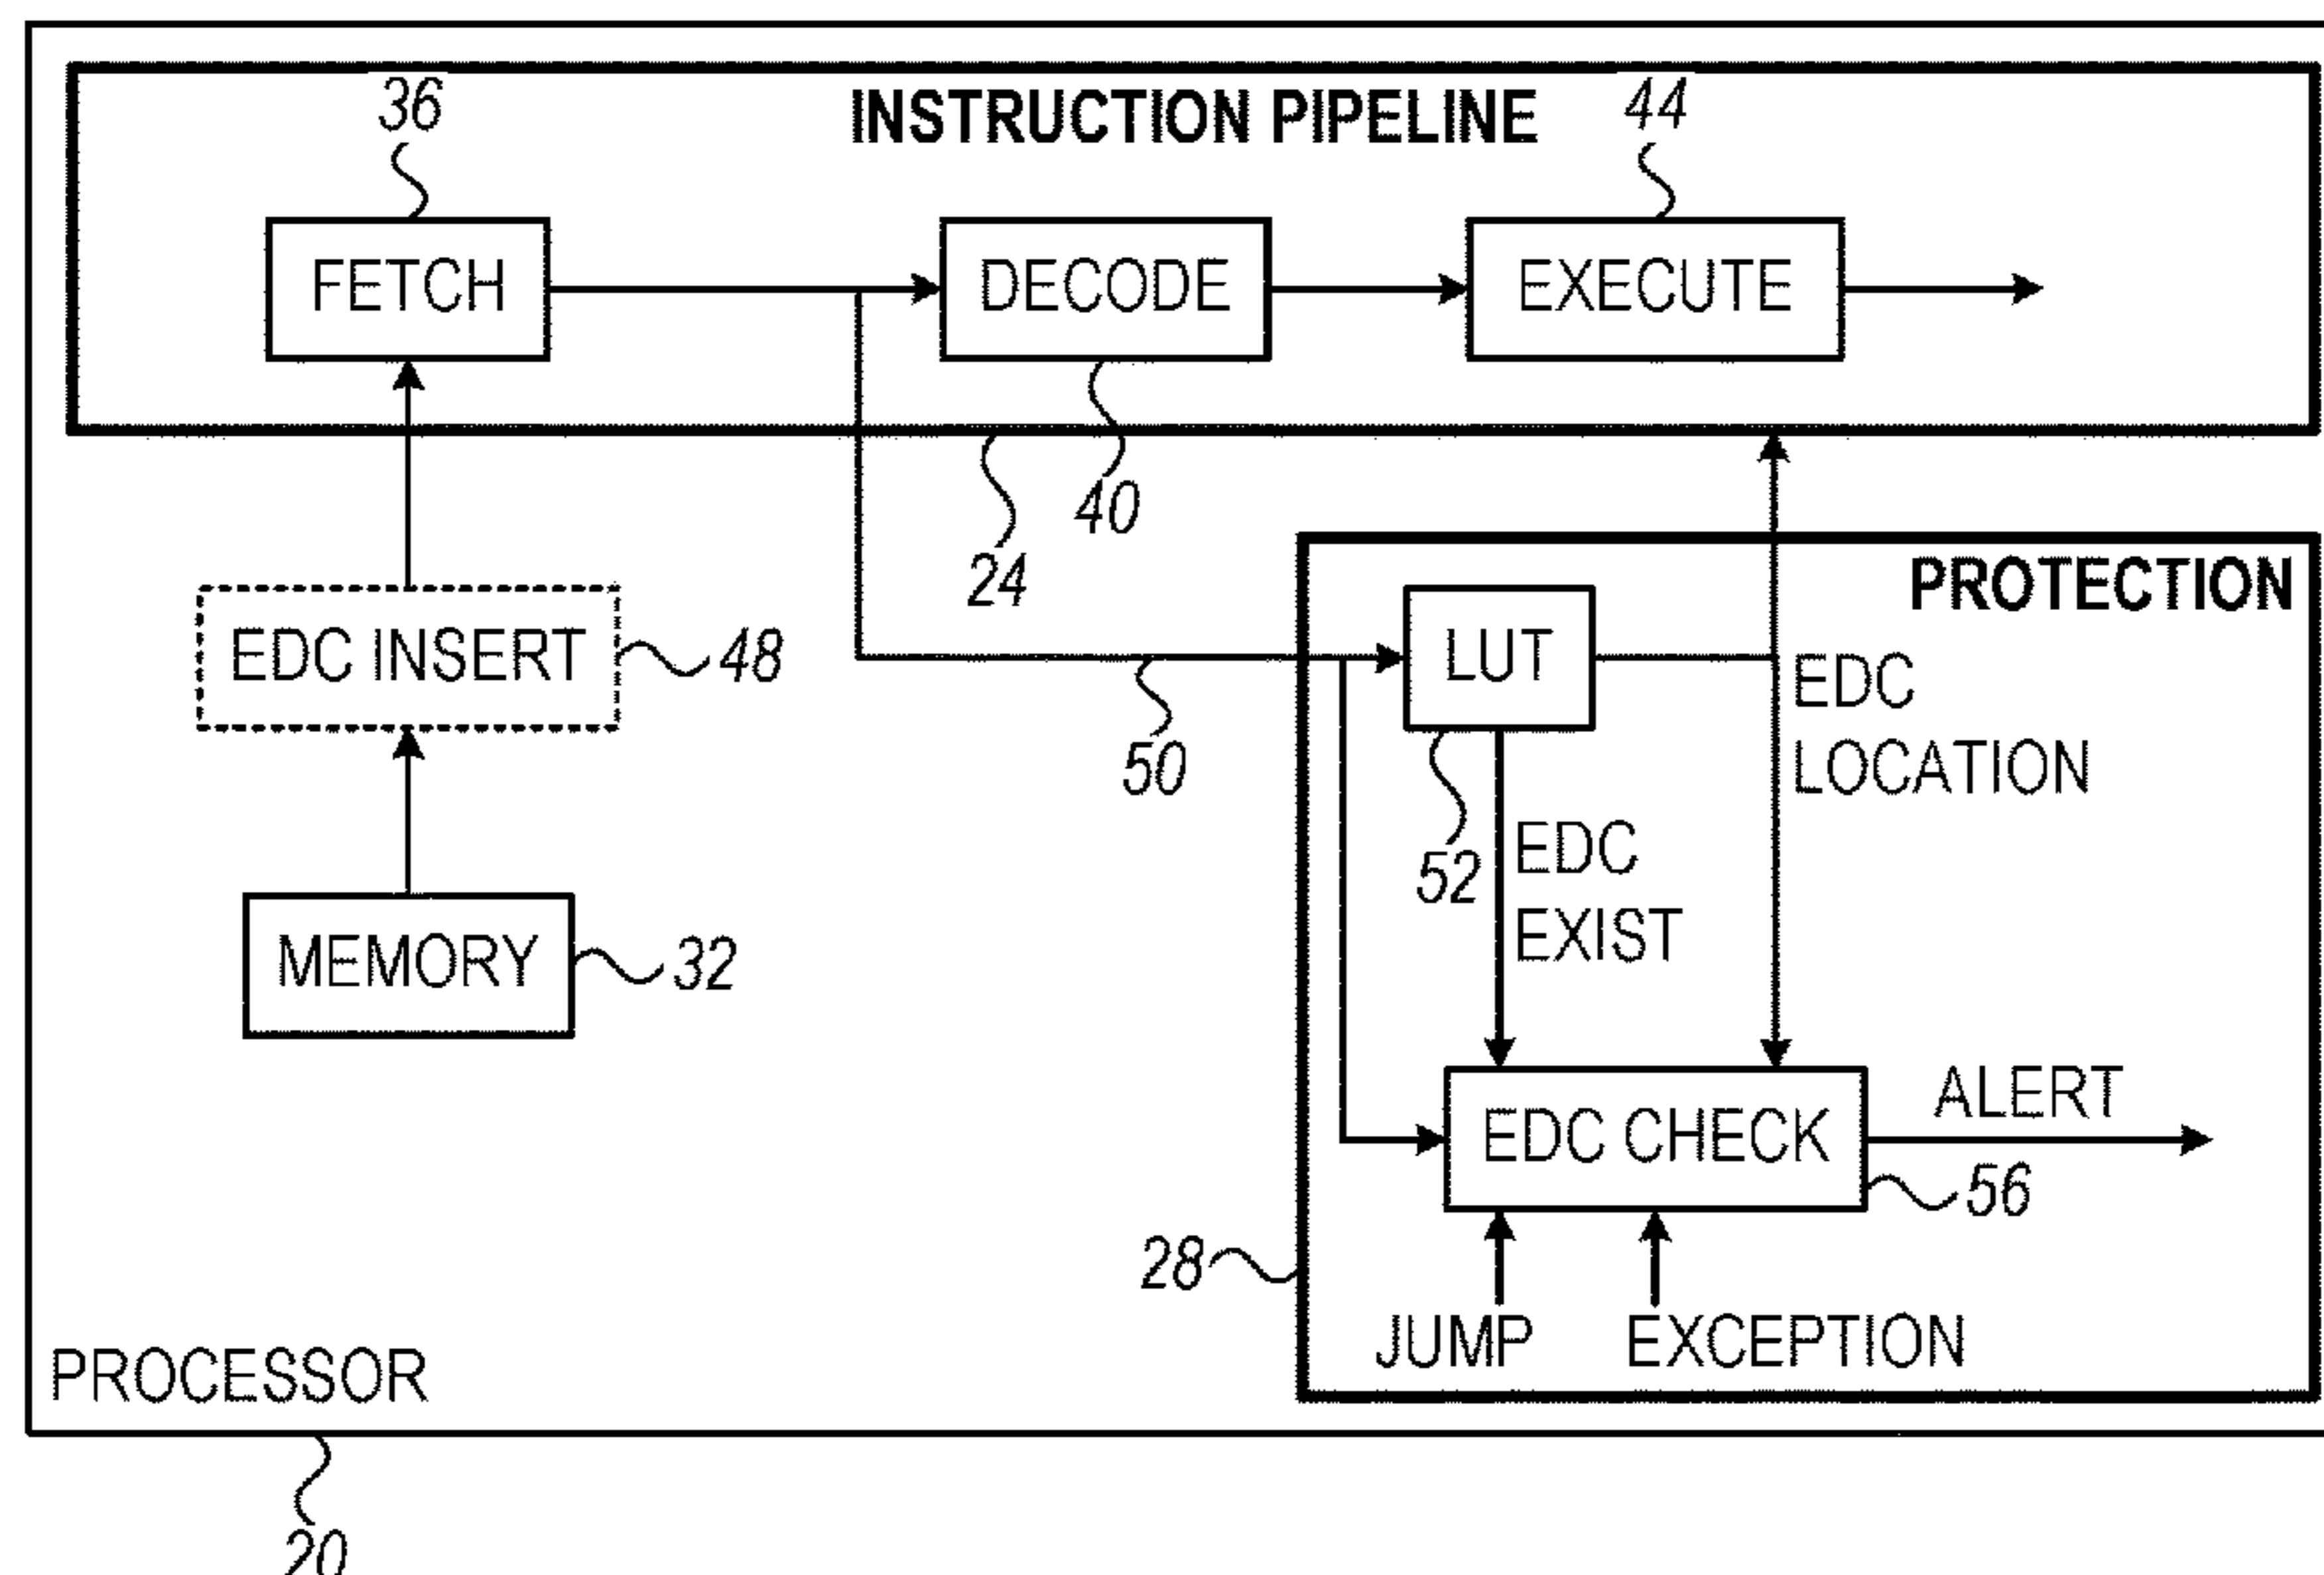 36
INSTRUCTION PIPELINE
44
FETCH
DECODE
EXECUTE
40
24
PROTECTION
EDC INSERT
48
LUT
EDC
LOCATION
50
52
EDC
EXIST
MEMORY
32
ALERT
EDC CHECK
56
28
JUMP
EXCEPTION
PROCESSOR
20